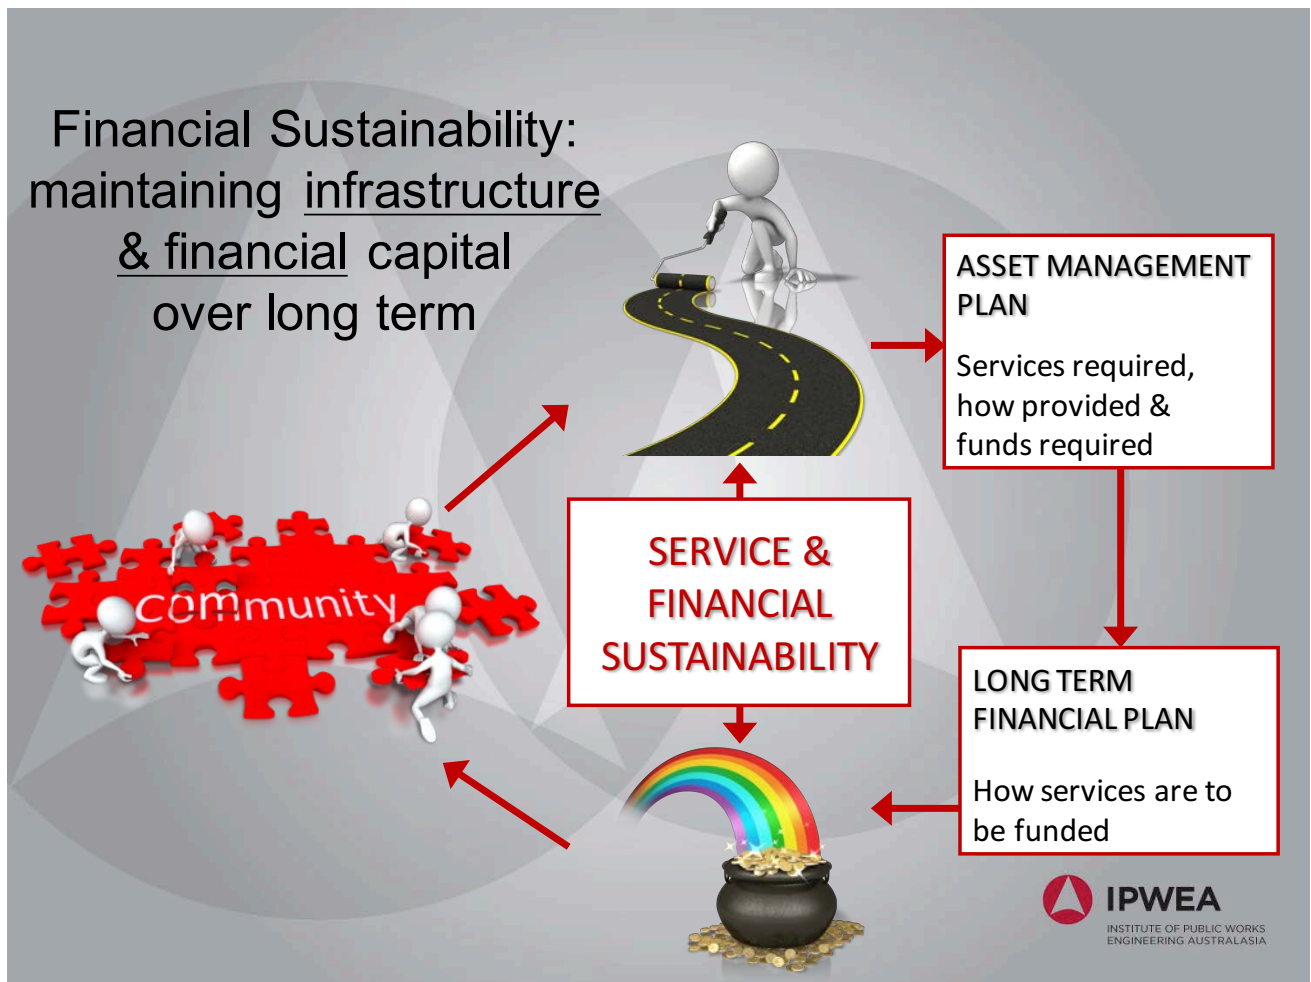 Financial Sustainability:
maintaining infrastructure
& financial capital
over long term
ASSET MANAGEMENT
PLAN
Services required,
how provided &
funds required
SERVICE &
FINANCIAL
SUSTAINABILITY
Community
LONG TERM
FINANCIAL PLAN
How services are to
be funded
IPWEA
INSTITUTE OF PUBLIC WORKS
ENGINEERING AUSTRALASIA